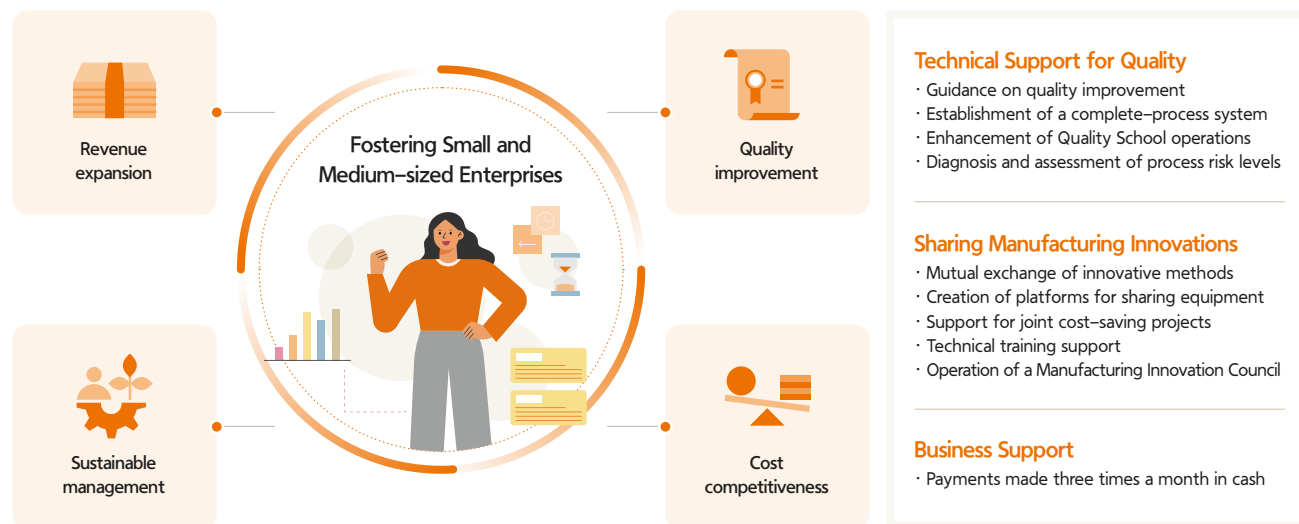 Revenue
expansion
Fostering Small and
Medium-sized Enterprises
Quality
improvement
Sustainable
management
Cost
competitiveness
Technical Support for Quality
· Guidance on quality improvement
· Establishment of a complete-process system
· Enhancement of Quality School operations
· Diagnosis and assessment of process risk levels
Sharing Manufacturing Innovations
· Mutual exchange of innovative methods
· Creation of platforms for sharing equipment
· Support for joint cost-saving projects
· Technical training support
· Operation of a Manufacturing Innovation Council
Business Support
· Payments made three times a month in cash